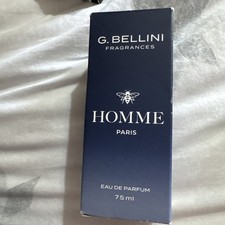 G. BELLINI
FRAGRANCES
HOMME
PARIS
EAU DE PARFUM
75 ml